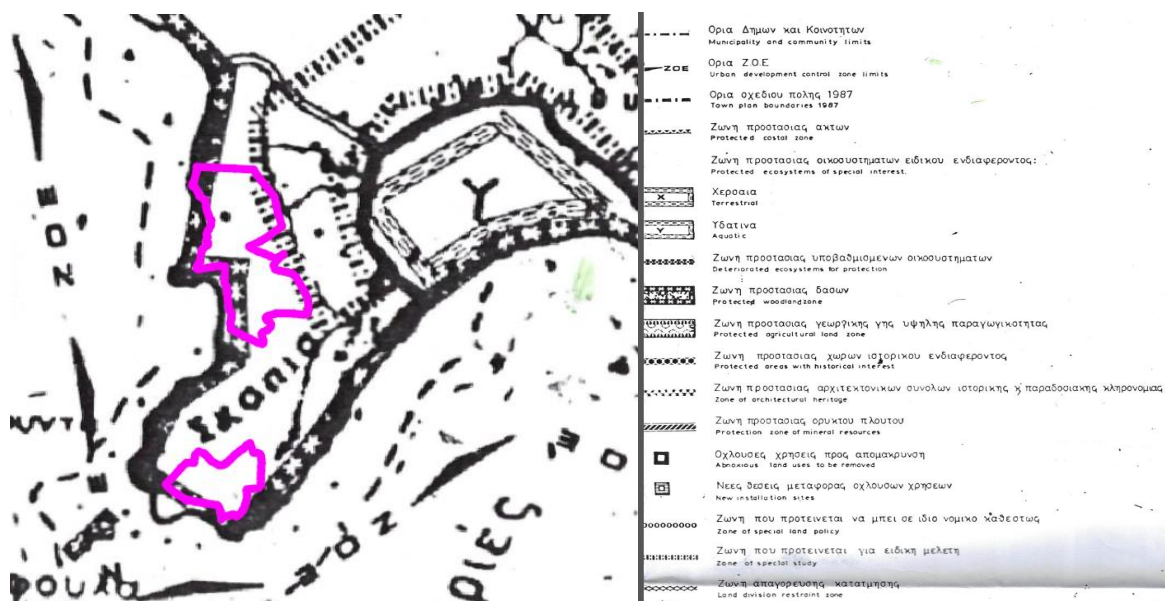 Ζ
Ο
Ε
Υ
Σκαπια
ΖΟΕ
Ορια Δημων και Κοινοτητων
Municipality and community limits
ΖΟΕ
Ορια Ζ.Ο.Ε
Urban development control zone limits
Ορια σχεδιου πολης 1987
Town plan boundaries 1987
Ζωνη προστασιας ακτων
Protected costal zone
Ζωνη προστασιας οικοσυστηματων ειδικου ενδιαφεροντος:
Protected ecosystems of special interest.
x
Χερσαια
Terrestrial
Y
Υδατινα
Aquatic
Ζωνη προστασιας υποβαθμισμενων οικοσυστηματων
Deteriorated ecosystems for protection
Ζωνη προστασιας δασων
Protected woodlandzone
Ζωνη προστασιας γεωργικης γης υψηλης παραγωγικοτητας
Protected agricultural land zone
Ζωνη προστασιας χωρων ιστορικου ενδιαφεροντος
Protected areas with historical interest
Ζωνη προστασιας αρχιτεκτονικων συνολων ιστορικης κ παραδοσιακης κληρονομιας
Zone of architectural heritage
Ζωνη προστασιας ορυκτου πλουτου
Protection zone of mineral resources
Οχλουσες χρησεις προς απομακρυνση
Abnoxious land uses to be removed
Νεες θεσεις μεταφορας οχλουσων χρησεων
New installation sites
Ζωνη που προτεινεται να μπει σε ιδιο νομικο καθεστως
Zone of special land policy
Ζωνη που προτεινεται για ειδικη μελετη
Zone of special study
Ζωνη απαγορευσης κατατμησης
Land division restraint zone